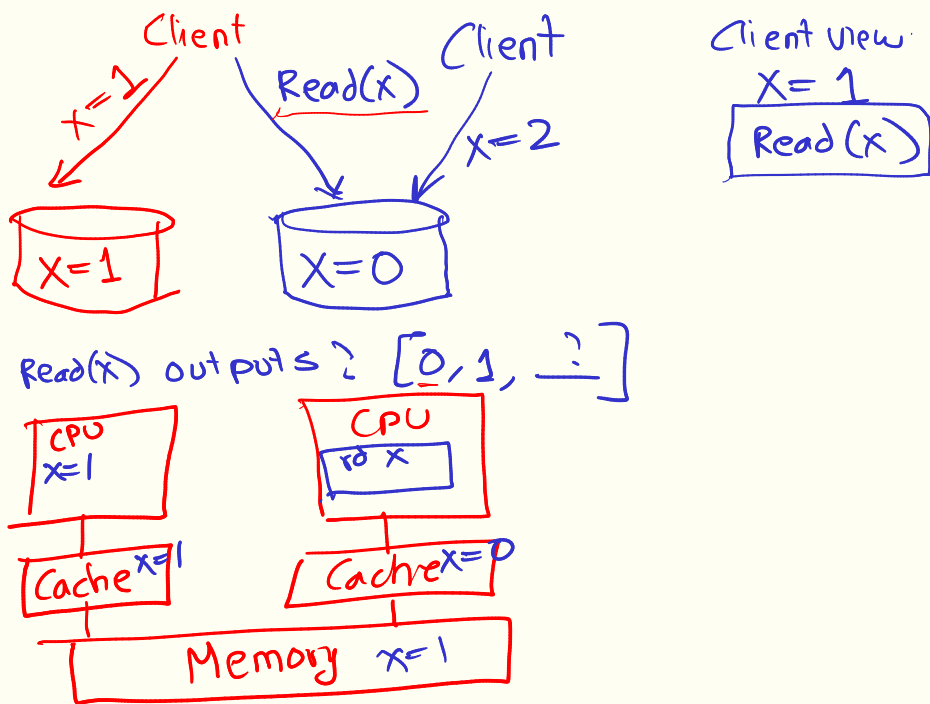 Client
Client
Client view
x=1
Read(x)
x=1
Read(x)
x=2
x=1
x=0
Read(x) outputs? [0, 1, ?]
CPU
x=1
CPU
rd x
Cache x=1
Cache x=0
Memory x=1